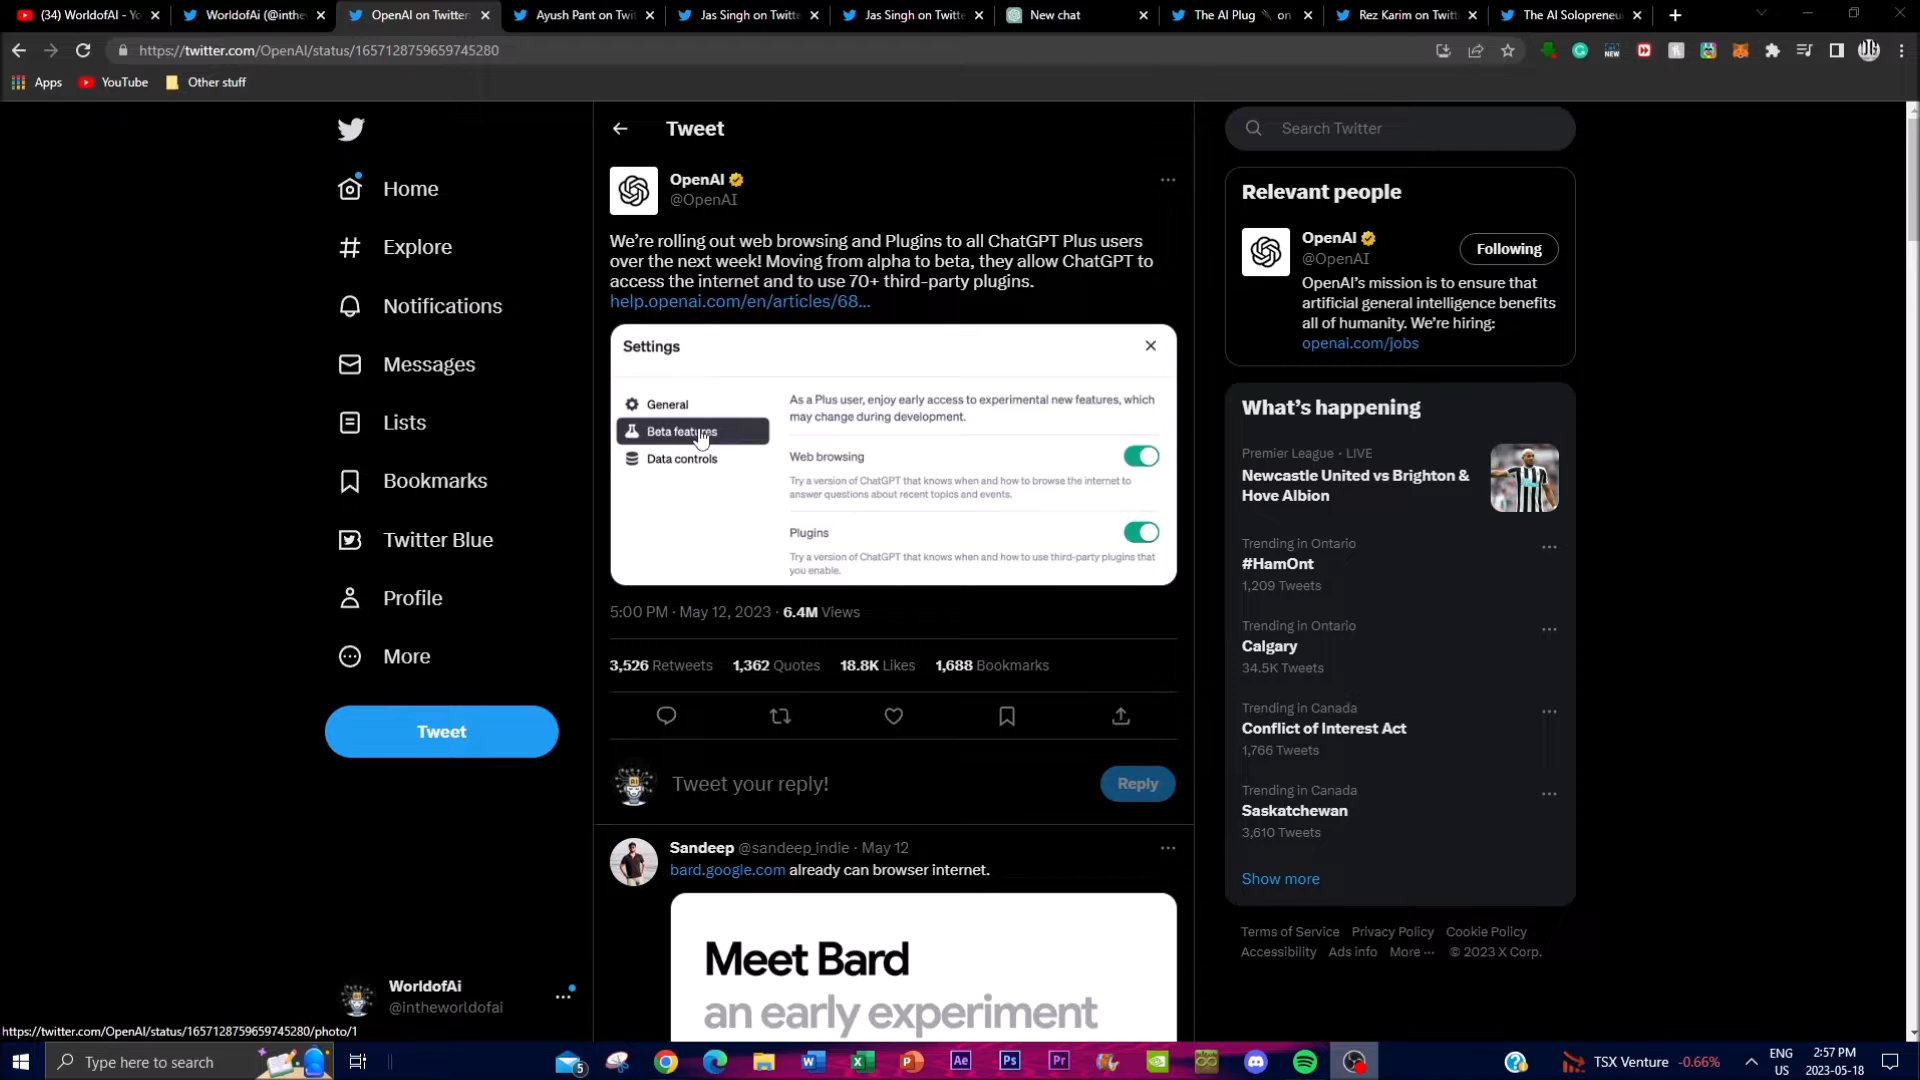 (34) WorldofAI - Yo
WorldofAi (@inthe
OpenAI on Twitter:
Ayush Pant on Twi
Jas Singh on Twitte
Jas Singh on Twitte
New chat
The AI Plug 🔌 on
Rez Karim on Twitt
The AI Solopreneu
https://twitter.com/OpenAI/status/1657128759659745280
Apps
YouTube
Other stuff
Home
Explore
Notifications
Messages
Lists
Bookmarks
Twitter Blue
Profile
More
Tweet
WorldofAi
@intheworldofai
Tweet
OpenAI
@OpenAI
We're rolling out web browsing and Plugins to all ChatGPT Plus users
over the next week! Moving from alpha to beta, they allow ChatGPT to
access the internet and to use 70+ third-party plugins.
help.openai.com/en/articles/68...
Settings
General
Beta features
Data controls
As a Plus user, enjoy early access to experimental new features, which
may change during development.
Web browsing
Try a version of ChatGPT that knows when and how to browse the internet to
answer questions about recent topics and events.
Plugins
Try a version of ChatGPT that knows when and how to use third-party plugins that
you enable.
5:00 PM · May 12, 2023 · 6.4M Views
3,526 Retweets 1,362 Quotes 18.8K Likes 1,688 Bookmarks
AI
Tweet your reply!
Reply
Sandeep @sandeep_indie · May 12
bard.google.com already can browser internet.
Meet Bard
an early experiment
Search Twitter
Relevant people
OpenAI
@OpenAI
Following
OpenAI's mission is to ensure that
artificial general intelligence benefits
all of humanity. We're hiring:
openai.com/jobs
What's happening
Premier League · LIVE
Newcastle United vs Brighton &
Hove Albion
Trending in Ontario
#HamOnt
1,209 Tweets
Trending in Ontario
Calgary
34.5K Tweets
Trending in Canada
Conflict of Interest Act
1,766 Tweets
Trending in Canada
Saskatchewan
3,610 Tweets
Show more
Terms of Service Privacy Policy Cookie Policy
Accessibility Ads info More ··· © 2023 X Corp.
https://twitter.com/OpenAI/status/1657128759659745280/photo/1
Type here to search
5
Ae
Ps
Pr
TSX Venture -0.66%
ENG
US
2:57 PM
2023-05-18